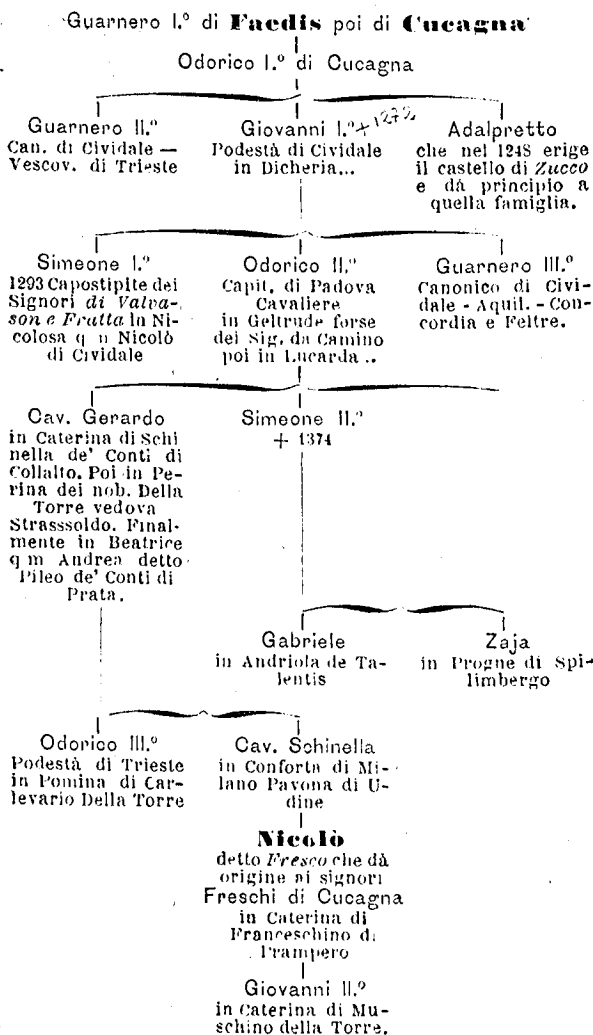 Guarnero I.º di Faedis poi di Cucagna
Odorico I.º di Cucagna
Guarnero II.º
Can. di Cividale —
Vescov. di Trieste
Giovanni I.º + 1272
Podestà di Cividale
in Dicheria...
Adalpretto
che nel 1248 erige
il castello di Zucco
e dà principio a
quella famiglia.
Simeone I.º
1293 Capostipite dei
Signori di Valva-
son e Fratta in Ni-
colosa q n Nicolò
di Cividale
Odorico II.º
Capit. di Padova
Cavaliere
in Geltrude forse
dei Sig. da Camino
poi in Lucarda ..
Guarnero III.º
Canonico di Civi-
dale - Aquil. - Con-
cordia e Feltre.
Cav. Gerardo
in Caterina di Schi
nella de' Conti di
Collalto. Poi in Pe-
rina dei nob. Della
Torre vedova
Strasssoldo. Final-
mente in Beatrice
q m Andrea detto
Pileo de' Conti di
Prata.
Simeone II.º
+ 1374
Gabriele
in Andriola de Ta-
lentis
Zaja
in Progne di Spi-
limbergo
Odorico III.º
Podestà di Trieste
in Pomina di Car-
levario Della Torre
Cav. Schinella
in Conforta di Mi-
lano Pavona di U-
dine
Nicolò
detto Fresco che dà
origine ai signori
Freschi di Cucagna
in Caterina di
Franceschino di
Prampero
Giovanni II.º
in Caterina di Mu-
schino della Torre.